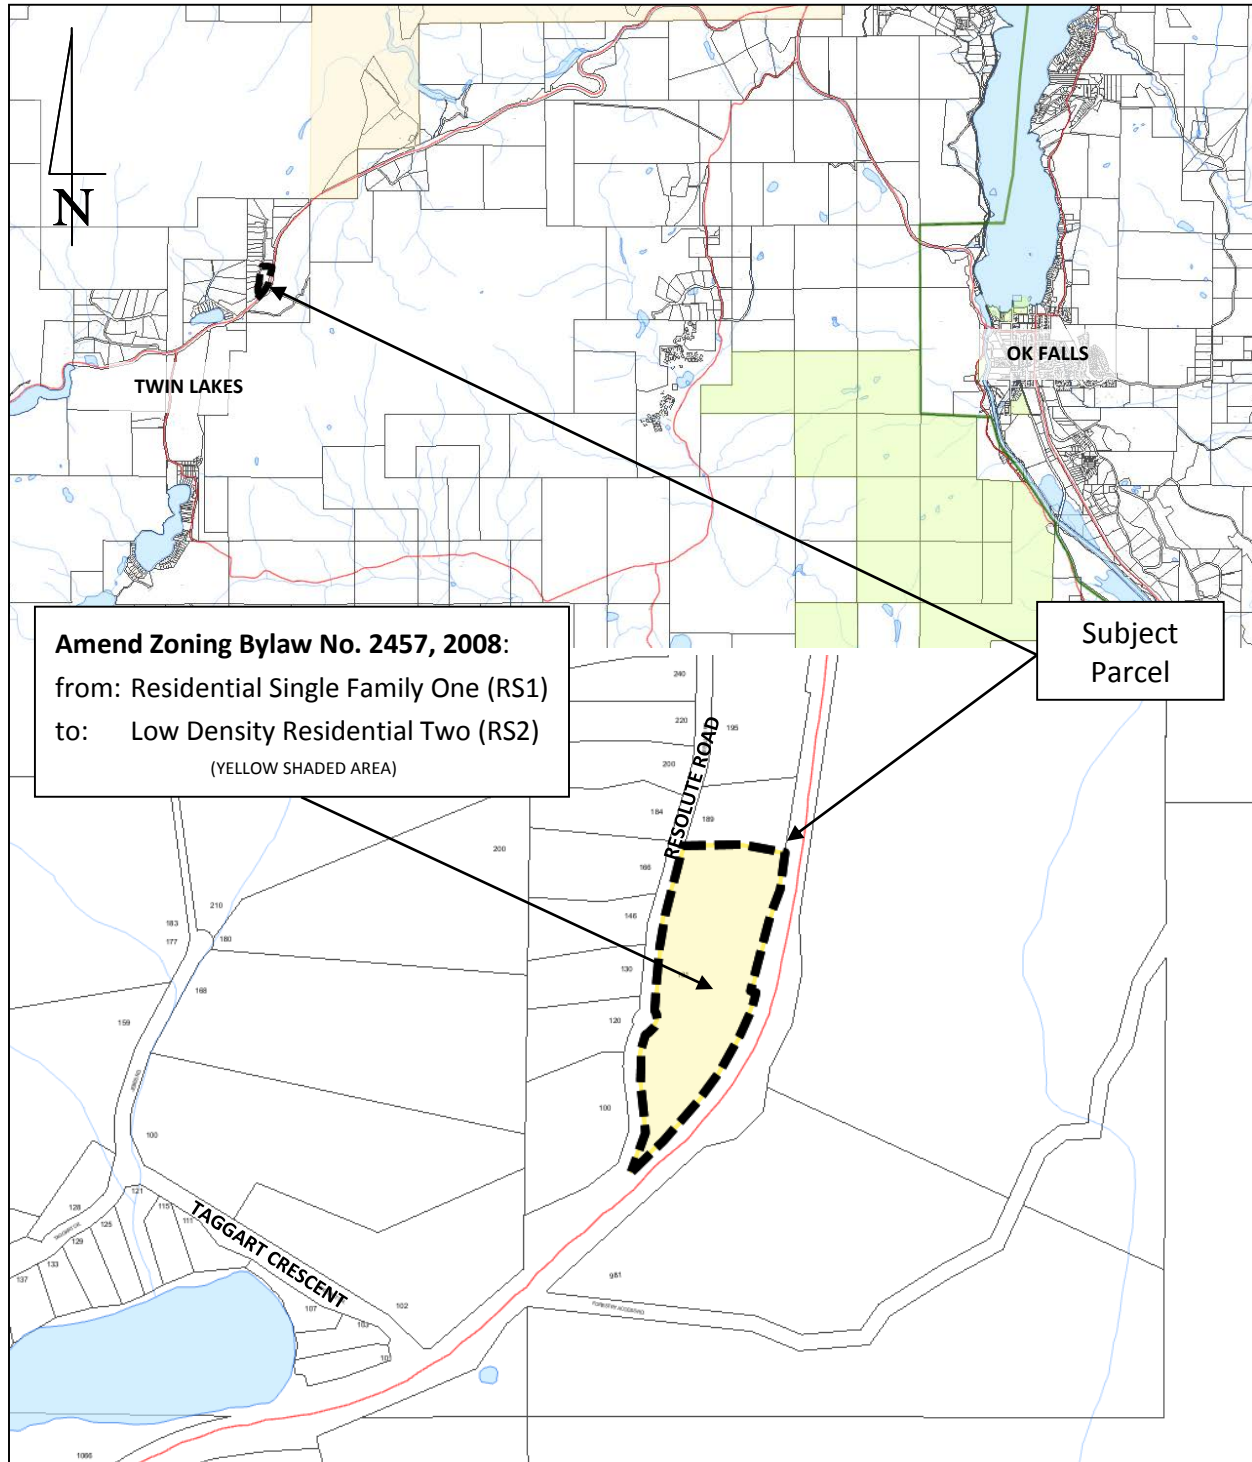 N
TWIN LAKES
OK FALLS
Amend Zoning Bylaw No. 2457, 2008:
from: Residential Single Family One (RS1)
to: Low Density Residential Two (RS2)
(YELLOW SHADED AREA)
Subject
Parcel
240
220
195
200
RESOLUTE ROAD
184
189
200
166
210
146
183
177
180
130
168
120
159
100
100
121
115
111
128
125
129
133
137
TAGGART CRESCENT
107
102
981
1066